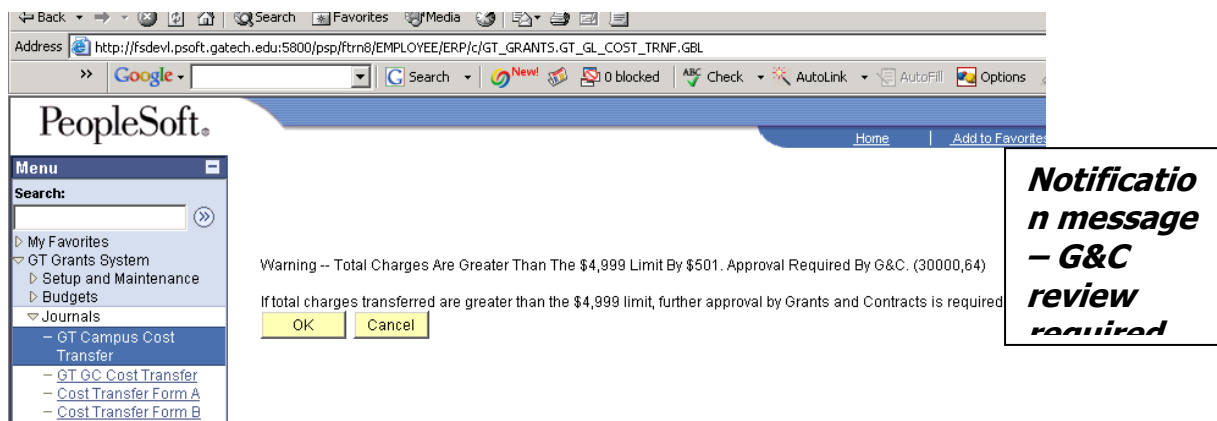 Back
Search Favorites Media
Address http://fsdevl.psoft.gatech.edu:5800/psp/ftrn8/EMPLOYEE/ERP/c/GT_GRANTS.GT_GL_COST_TRNF.GBL
» Google Search New! 0 blocked ABC Check AutoLink AutoFill Options
PeopleSoft®
Home | Add to Favorites
Menu
Search:
My Favorites
GT Grants System
Setup and Maintenance
Budgets
Journals
– GT Campus Cost
Transfer
– GT GC Cost Transfer
– Cost Transfer Form A
– Cost Transfer Form B
Warning -- Total Charges Are Greater Than The $4,999 Limit By $501. Approval Required By G&C. (30000,64)
If total charges transferred are greater than the $4,999 limit, further approval by Grants and Contracts is required
OK Cancel
Notificatio
n message
– G&C
review
required